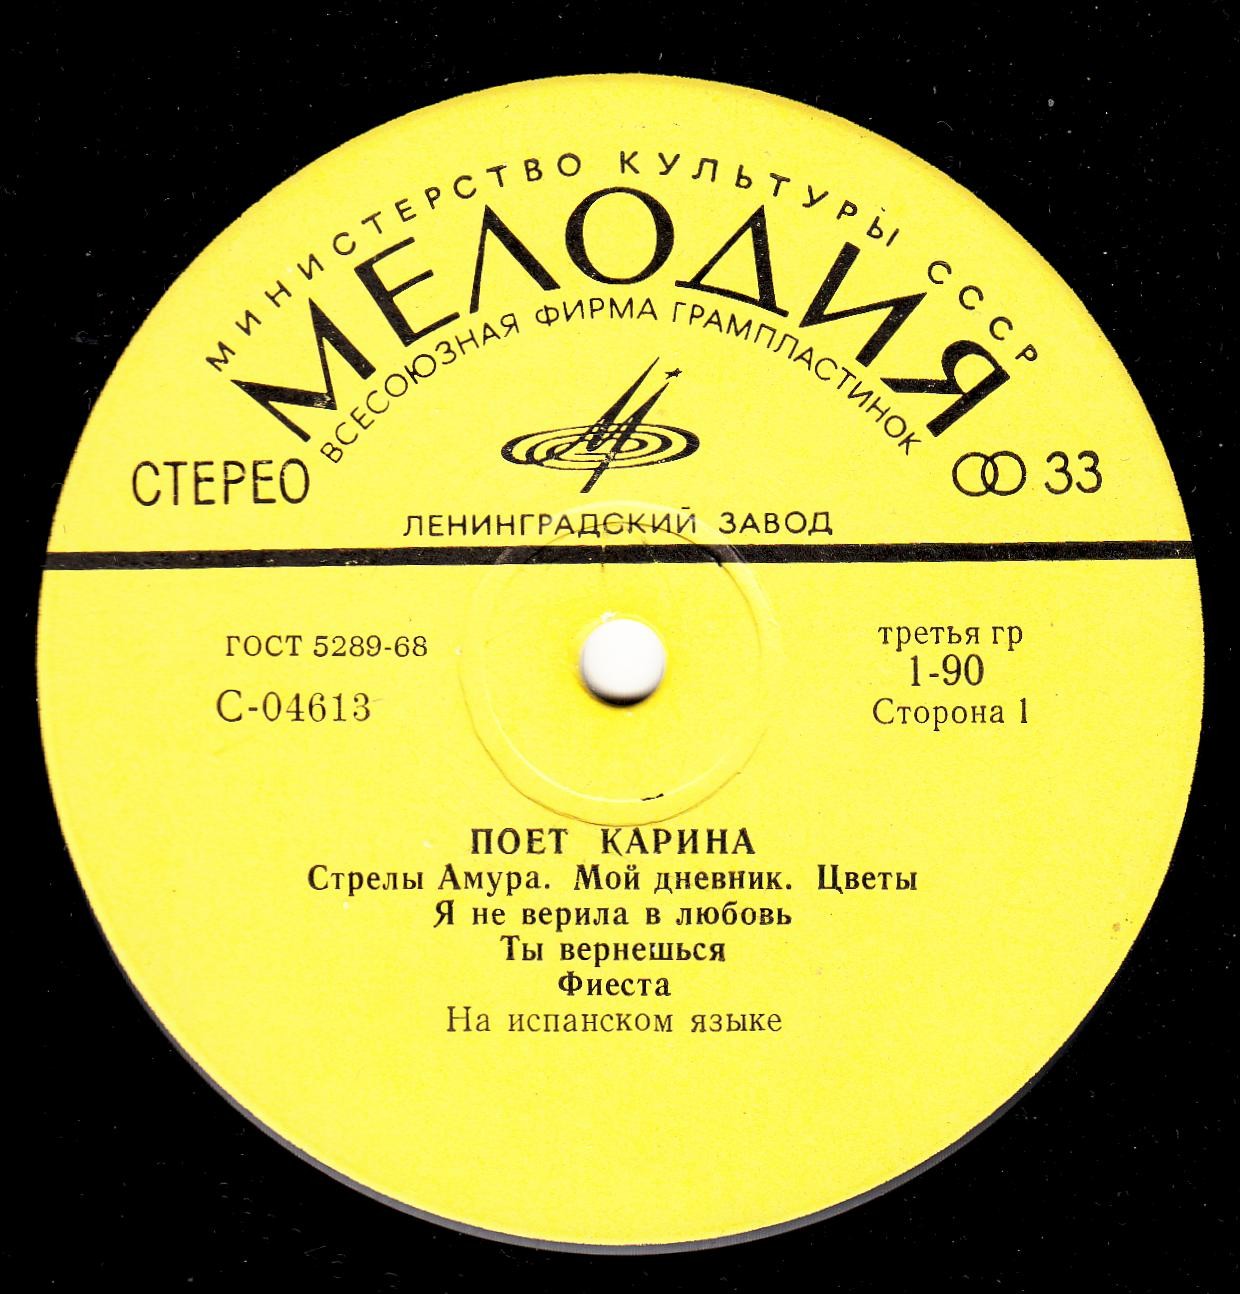 МИНИСТЕРСТВО КУЛЬТУРЫ СССР
МЕЛОДИЯ
ВСЕСОЮЗНАЯ ФИРМА ГРАМПЛАСТИНОК
СТЕРЕО
33
ЛЕНИНГРАДСКИЙ ЗАВОД
ГОСТ 5289-68
С-04613
третья гр
1-90
Сторона 1
ПОЕТ КАРИНА
Стрелы Амура. Мой дневник. Цветы
Я не верила в любовь
Ты вернешься
Фиеста
На испанском языке